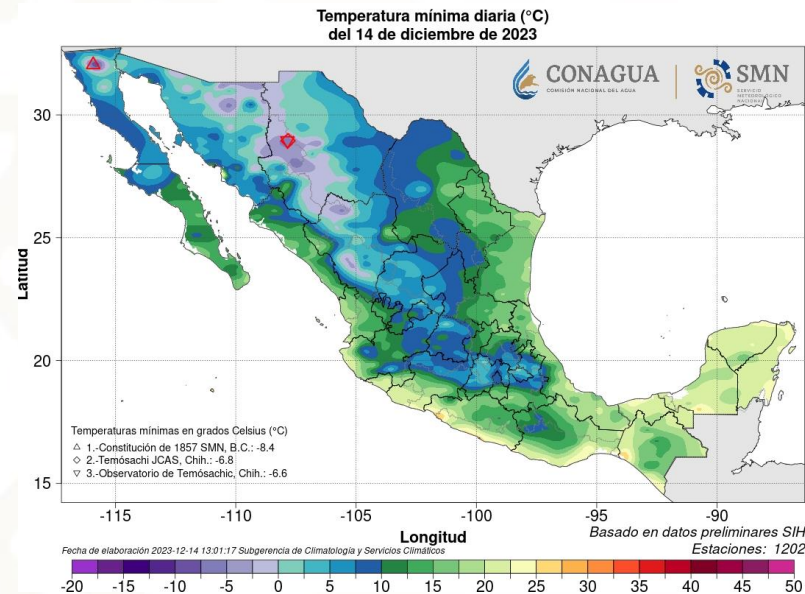 Temperatura mínima diaria (°C)
del 14 de diciembre de 2023
CONAGUA
COMISIÓN NACIONAL DEL AGUA
SMN
SERVICIO
METEOROLÓGICO
NACIONAL
30
25
20
15
Latitud
Temperaturas mínimas en grados Celsius (°C)
1.-Constitución de 1857 SMN, B.C.: -8.4
2.-Temósachi JCAS, Chih.: -6.8
3.-Observatorio de Temósachic, Chih.: -6.6
-115 -110 -105 -100 -95 -90
Longitud
Basado en datos preliminares SIH
Fecha de elaboración 2023-12-14 13:01:17 Subgerencia de Climatología y Servicios Climáticos
Estaciones: 1202
-20 -15 -10 -5 0 5 10 15 20 25 30 35 40 45 50